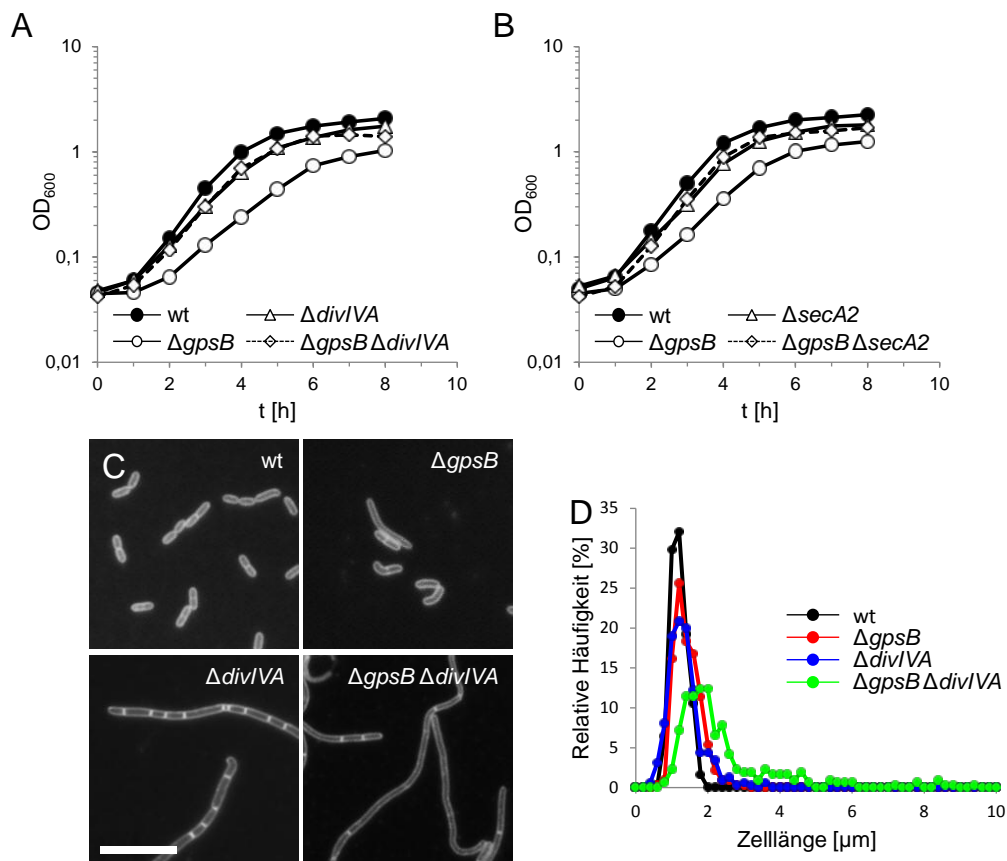 A
10
1
0,1
0,01
OD600
0 2 4 6 8 10
t [h]
wt
ΔdivIVA
ΔgpsB
ΔgpsB ΔdivIVA
B
10
1
0,1
0,01
OD600
0 2 4 6 8 10
t [h]
wt
ΔsecA2
ΔgpsB
ΔgpsB ΔsecA2
C
wt
ΔgpsB
ΔdivIVA
ΔgpsB ΔdivIVA
D
35
30
25
20
15
10
5
0
Relative Häufigkeit [%]
0 2 4 6 8 10
Zelllänge [µm]
wt
ΔgpsB
ΔdivIVA
ΔgpsB ΔdivIVA